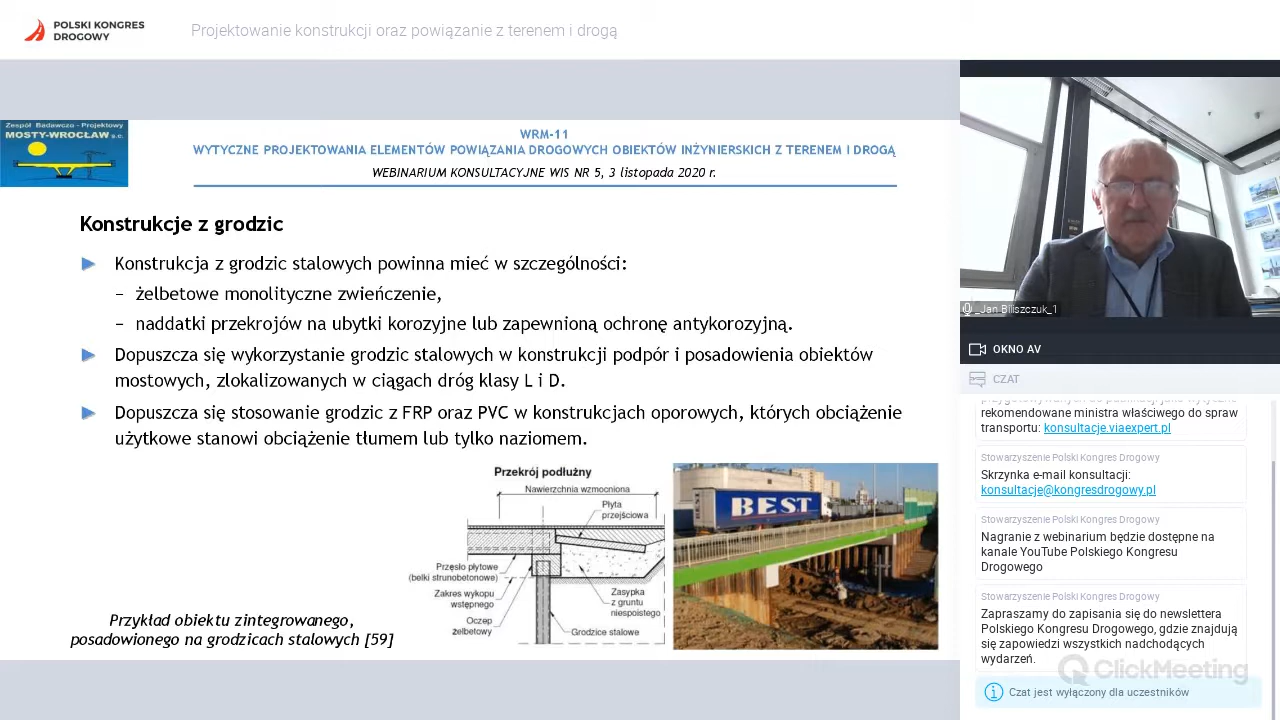 POLSKI KONGRES
DROGOWY
Projektowanie konstrukcji oraz powiązanie z terenem i drogą
Zespół Badawczo - Projektowy
MOSTY-WROCŁAW s.c.
WRM-11
WYTYCZNE PROJEKTOWANIA ELEMENTÓW POWIĄZANIA DROGOWYCH OBIEKTÓW INŻYNIERSKICH Z TERENEM I DROGĄ
WEBINARIUM KONSULTACYJNE WIS NR 5, 3 listopada 2020 r.
Konstrukcje z grodzic
Konstrukcja z grodzic stalowych powinna mieć w szczególności:
– żelbetowe monolityczne zwieńczenie,
– naddatki przekrojów na ubytki korozyjne lub zapewnioną ochronę antykorozyjną.
Dopuszcza się wykorzystanie grodzic stalowych w konstrukcji podpór i posadowienia obiektów
mostowych, zlokalizowanych w ciągach dróg klasy L i D.
Dopuszcza się stosowanie grodzic z FRP oraz PVC w konstrukcjach oporowych, których obciążenie
użytkowe stanowi obciążenie tłumem lub tylko naziomem.
Przekrój podłużny
Nawierzchnia wzmocniona
Płyta
przejściowa
Przęsło płytowe
(belki strunobetonowe)
Zakres wykopu
wstępnego
Oczep
żelbetowy
Zasypka
z gruntu
niespoistego
Grodzice stalowe
BEST
Przykład obiektu zintegrowanego,
posadowionego na grodzicach stalowych [59]
_Jan Biliszczuk_1
OKNO AV
CZAT
rekomendowane ministra właściwego do spraw
transportu: konsultacje.viaexpert.pl
Stowarzyszenie Polski Kongres Drogowy
Skrzynka e-mail konsultacji:
konsultacje@kongresdrogowy.pl
Stowarzyszenie Polski Kongres Drogowy
Nagranie z webinarium będzie dostępne na
kanale YouTube Polskiego Kongresu
Drogowego
Stowarzyszenie Polski Kongres Drogowy
Zapraszamy do zapisania się do newslettera
Polskiego Kongresu Drogowego, gdzie znajdują
się zapowiedzi wszystkich nadchodzących
wydarzeń.
ClickMeeting
Czat jest wyłączony dla uczestników